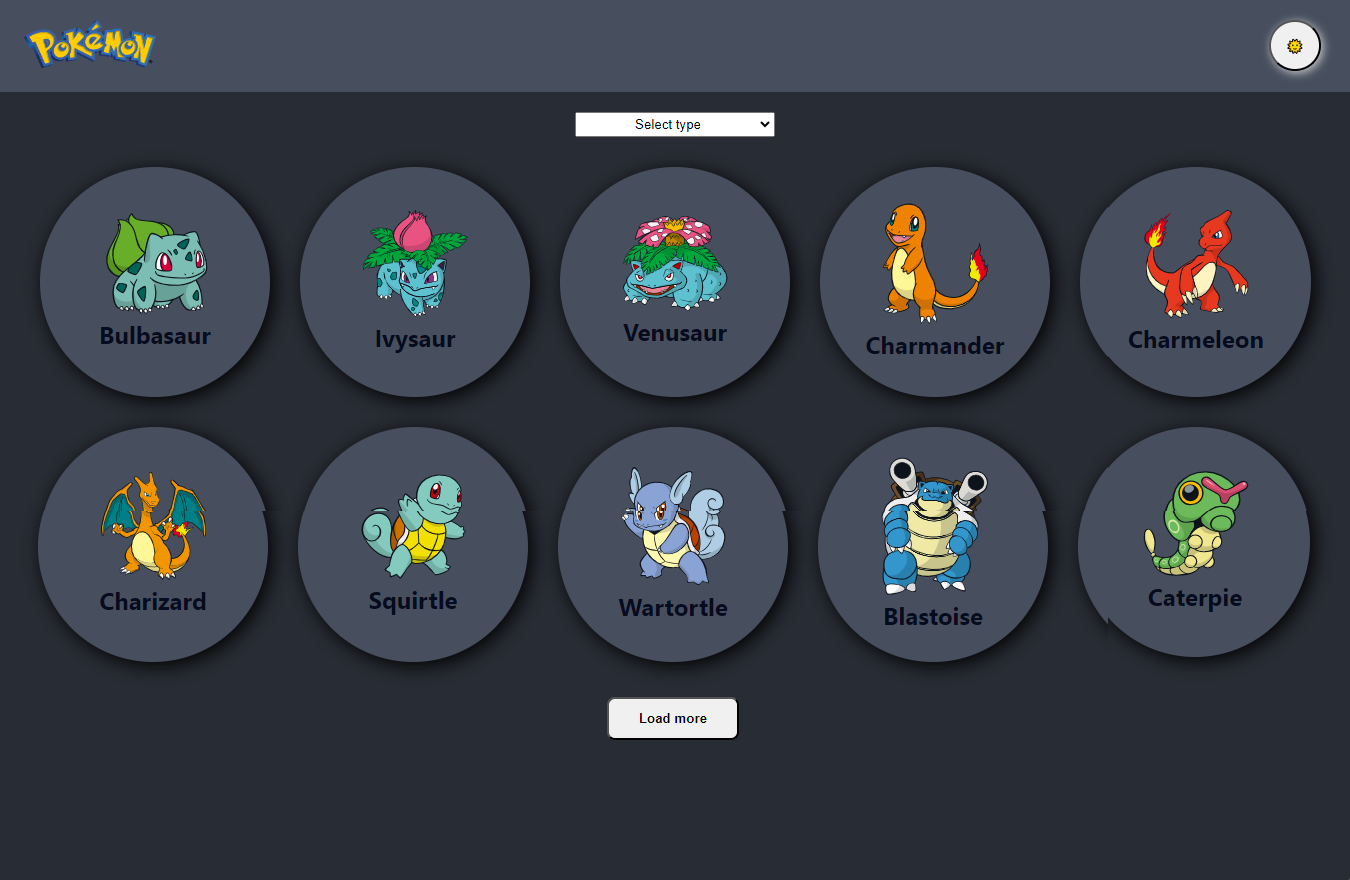 Pokémon
Select type
Bulbasaur
Ivysaur
Venusaur
Charmander
Charmeleon
Charizard
Squirtle
Wartortle
Blastoise
Caterpie
Load more